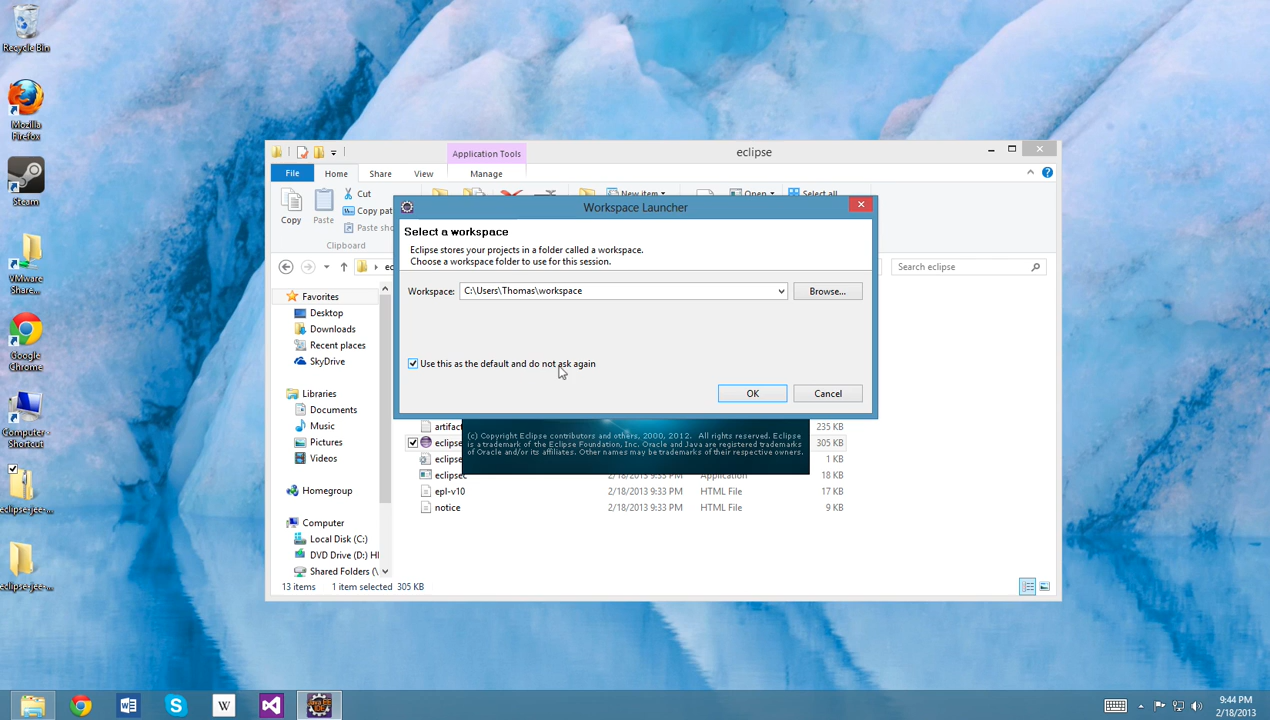 Recycle Bin
Mozilla
Firefox
Steam
VMware
Share...
Google
Chrome
Computer -
Shortcut
eclipse-jee-...
eclipse-jee-...
Application Tools
eclipse
File
Home
Share
View
Manage
Copy
Paste
Cut
Copy pat
Paste sho
Clipboard
New item
Open
Select all
Search eclipse
Favorites
Desktop
Downloads
Recent places
SkyDrive
Libraries
Documents
Music
Pictures
Videos
Homegroup
Computer
Local Disk (C:)
DVD Drive (D:) HI
Shared Folders (\
Workspace Launcher
Select a workspace
Eclipse stores your projects in a folder called a workspace.
Choose a workspace folder to use for this session.
Workspace: C:\Users\Thomas\workspace Browse...
Use this as the default and do not ask again
OK Cancel
artifac 235 KB
eclipse 305 KB
eclipse 1 KB
eclipsec 2/18/2013 9:33 PM Application 18 KB
epl-v10 2/18/2013 9:33 PM HTML File 17 KB
notice 2/18/2013 9:33 PM HTML File 9 KB
(c) Copyright Eclipse contributors and others, 2000, 2012. All rights reserved. Eclipse
is a trademark of the Eclipse Foundation, Inc. Oracle and Java are registered trademarks
of Oracle and/or its affiliates. Other names may be trademarks of their respective owners.
13 items 1 item selected 305 KB
W
W
Java EE
IDE
9:44 PM
2/18/2013